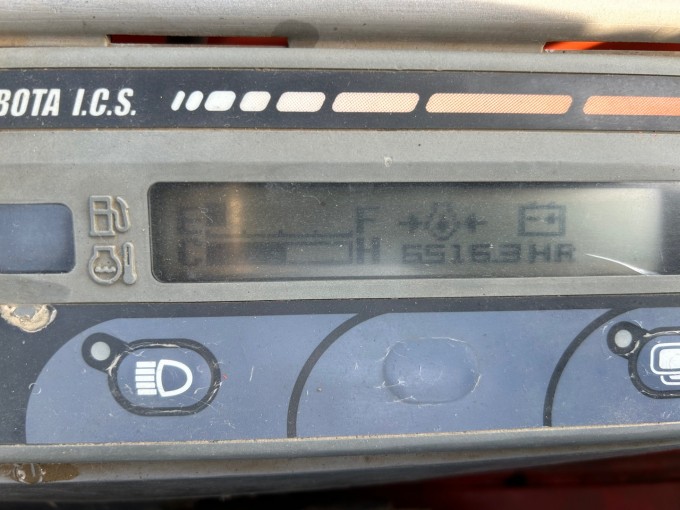 BOTA I.C.S.
E F
C H 6516.3 HR